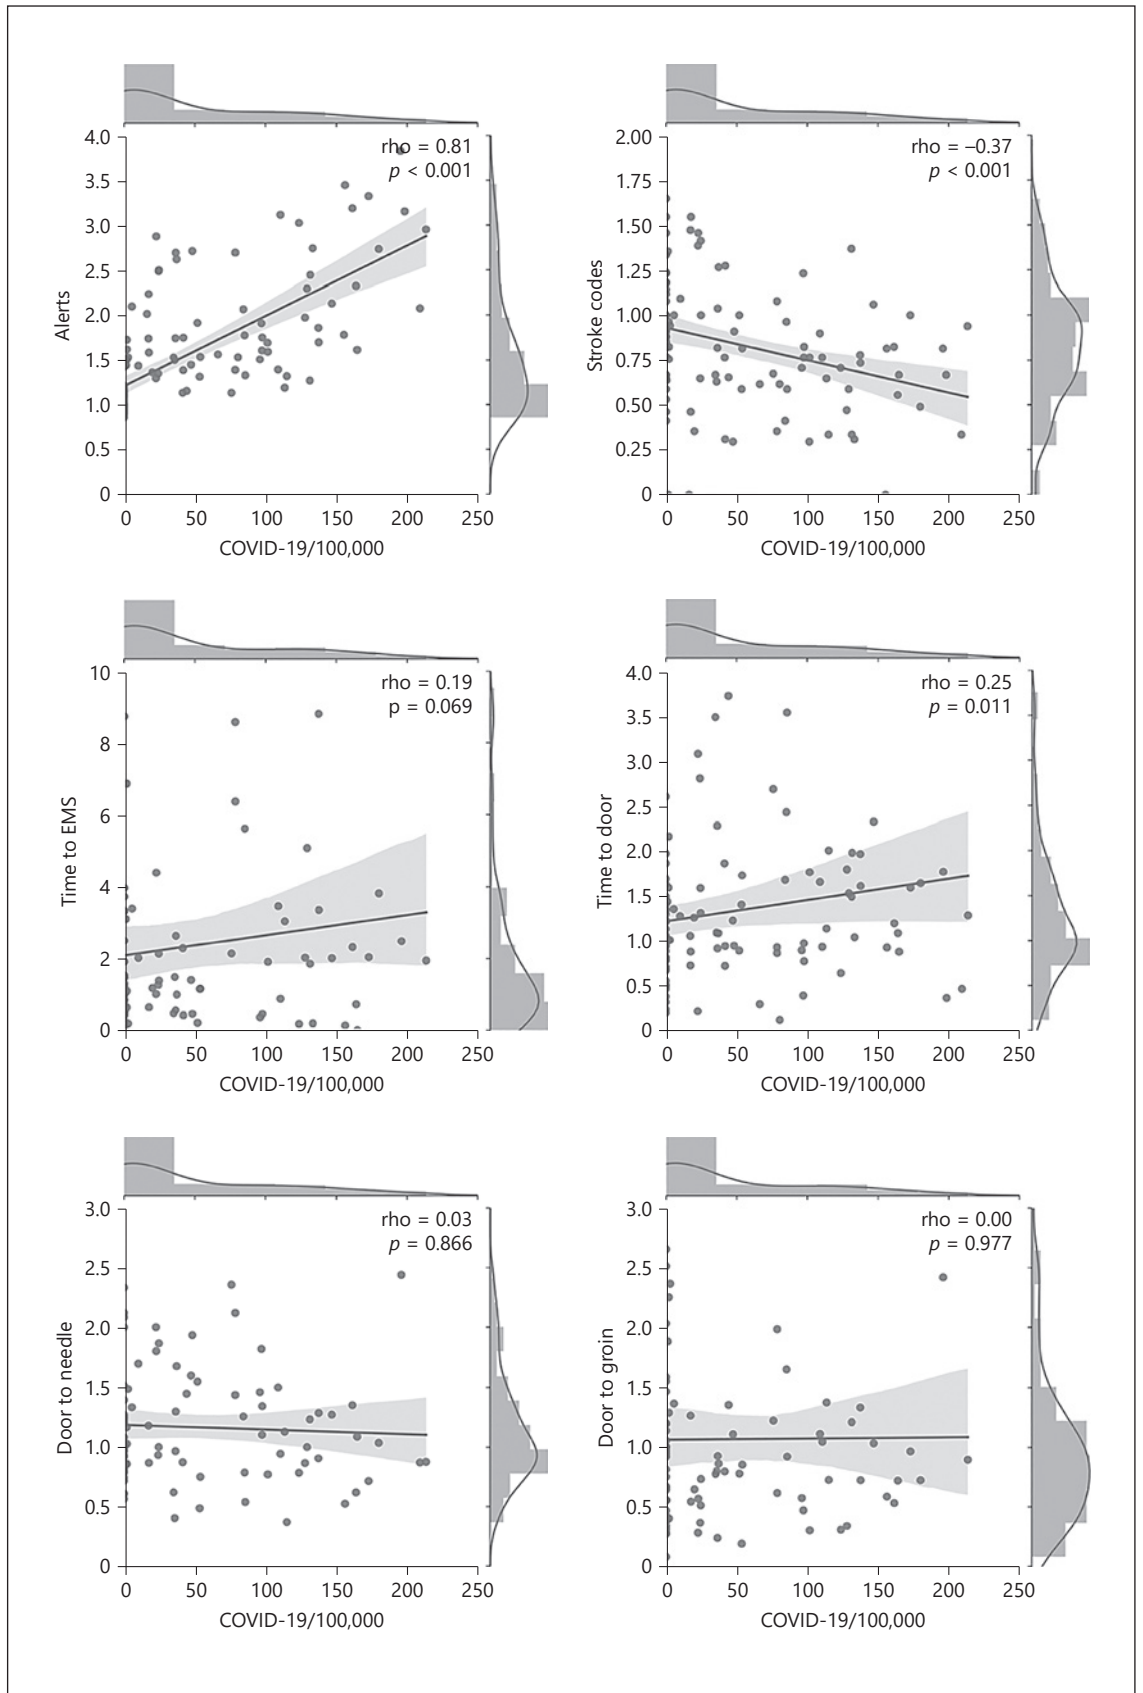 rho = 0.81
p < 0.001
4.0
3.5
3.0
2.5
2.0
1.5
1.0
0.5
0
Alerts
0 50 100 150 200 250
COVID-19/100,000
rho = –0.37
p < 0.001
2.00
1.75
1.50
1.25
1.00
0.75
0.50
0.25
0
Stroke codes
0 50 100 150 200 250
COVID-19/100,000
rho = 0.19
p = 0.069
10
8
6
4
2
0
Time to EMS
0 50 100 150 200 250
COVID-19/100,000
rho = 0.25
p = 0.011
4.0
3.5
3.0
2.5
2.0
1.5
1.0
0.5
0
Time to door
0 50 100 150 200 250
COVID-19/100,000
rho = 0.03
p = 0.866
3.0
2.5
2.0
1.5
1.0
0.5
0
Door to needle
0 50 100 150 200 250
COVID-19/100,000
rho = 0.00
p = 0.977
3.0
2.5
2.0
1.5
1.0
0.5
0
Door to groin
0 50 100 150 200 250
COVID-19/100,000